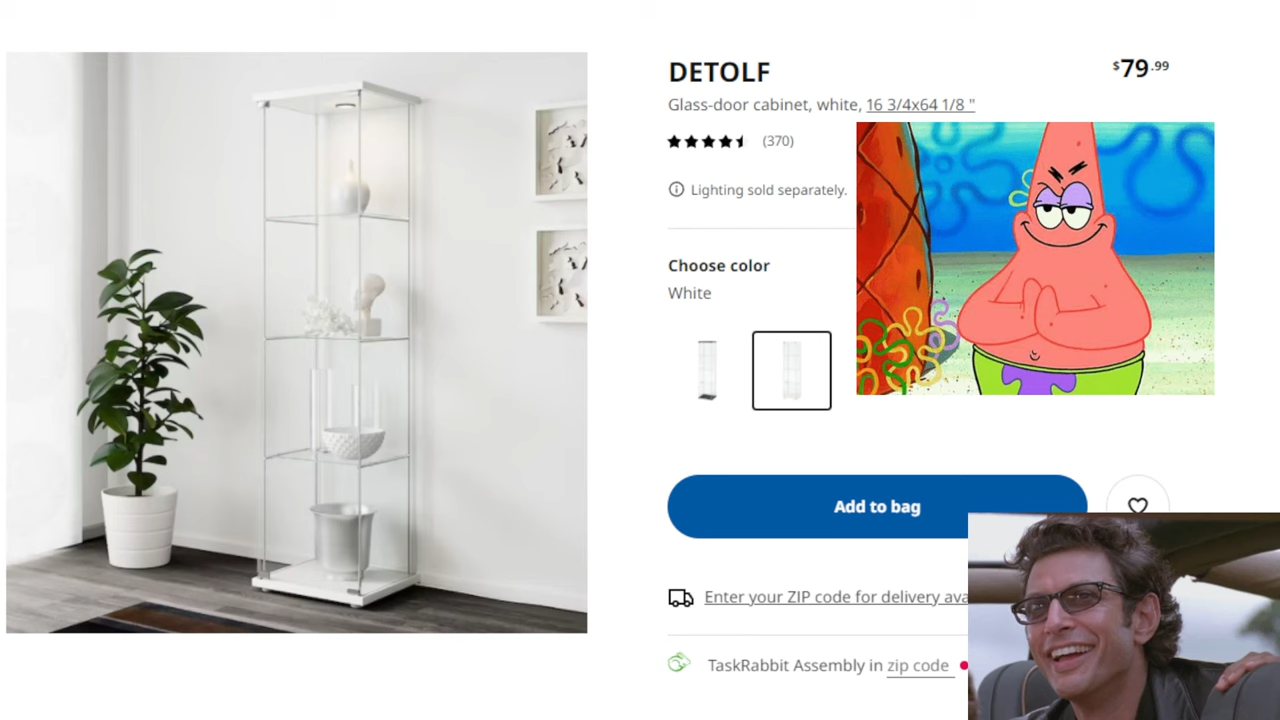 DETOLF
$79.99
Glass-door cabinet, white, 16 3/4x64 1/8 "
(370)
Lighting sold separately.
Choose color
White
Add to bag
Enter your ZIP code for delivery ava
TaskRabbit Assembly in zip code